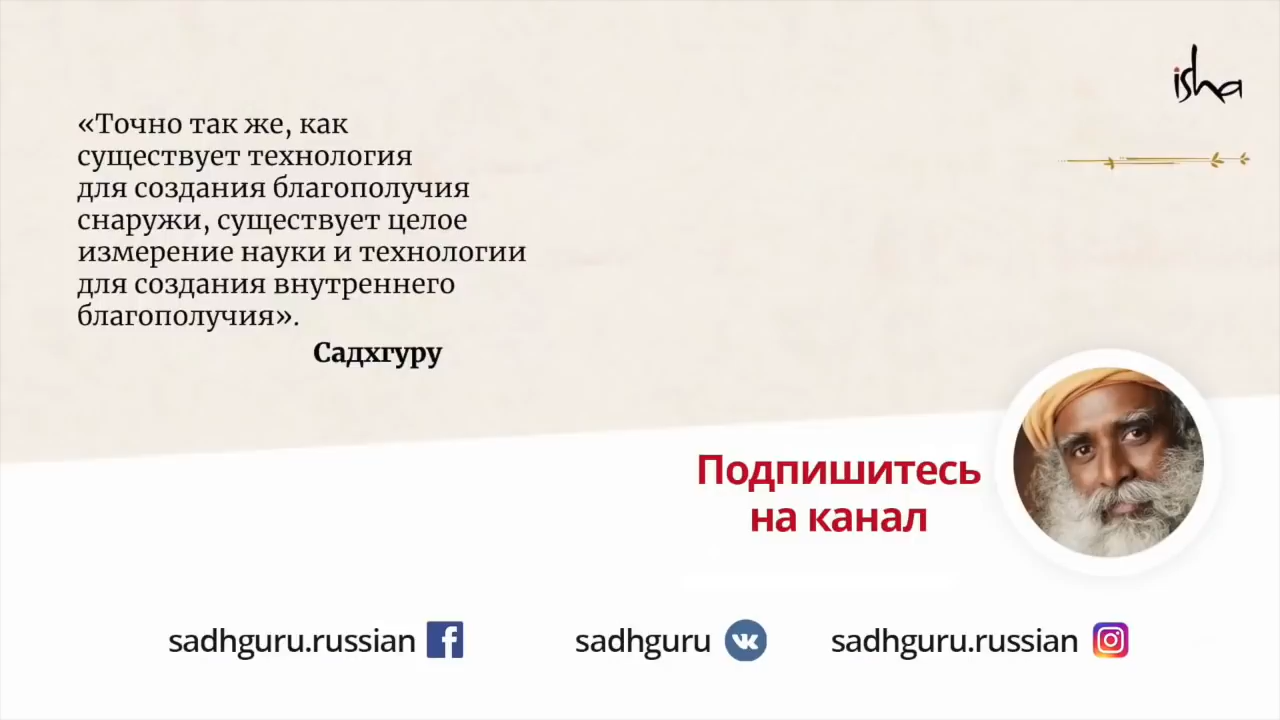 isha
«Точно так же, как
существует технология
для создания благополучия
снаружи, существует целое
измерение науки и технологии
для создания внутреннего
благополучия».
Садхгуру
Подпишитесь
на канал
sadhguru.russian
sadhguru
sadhguru.russian